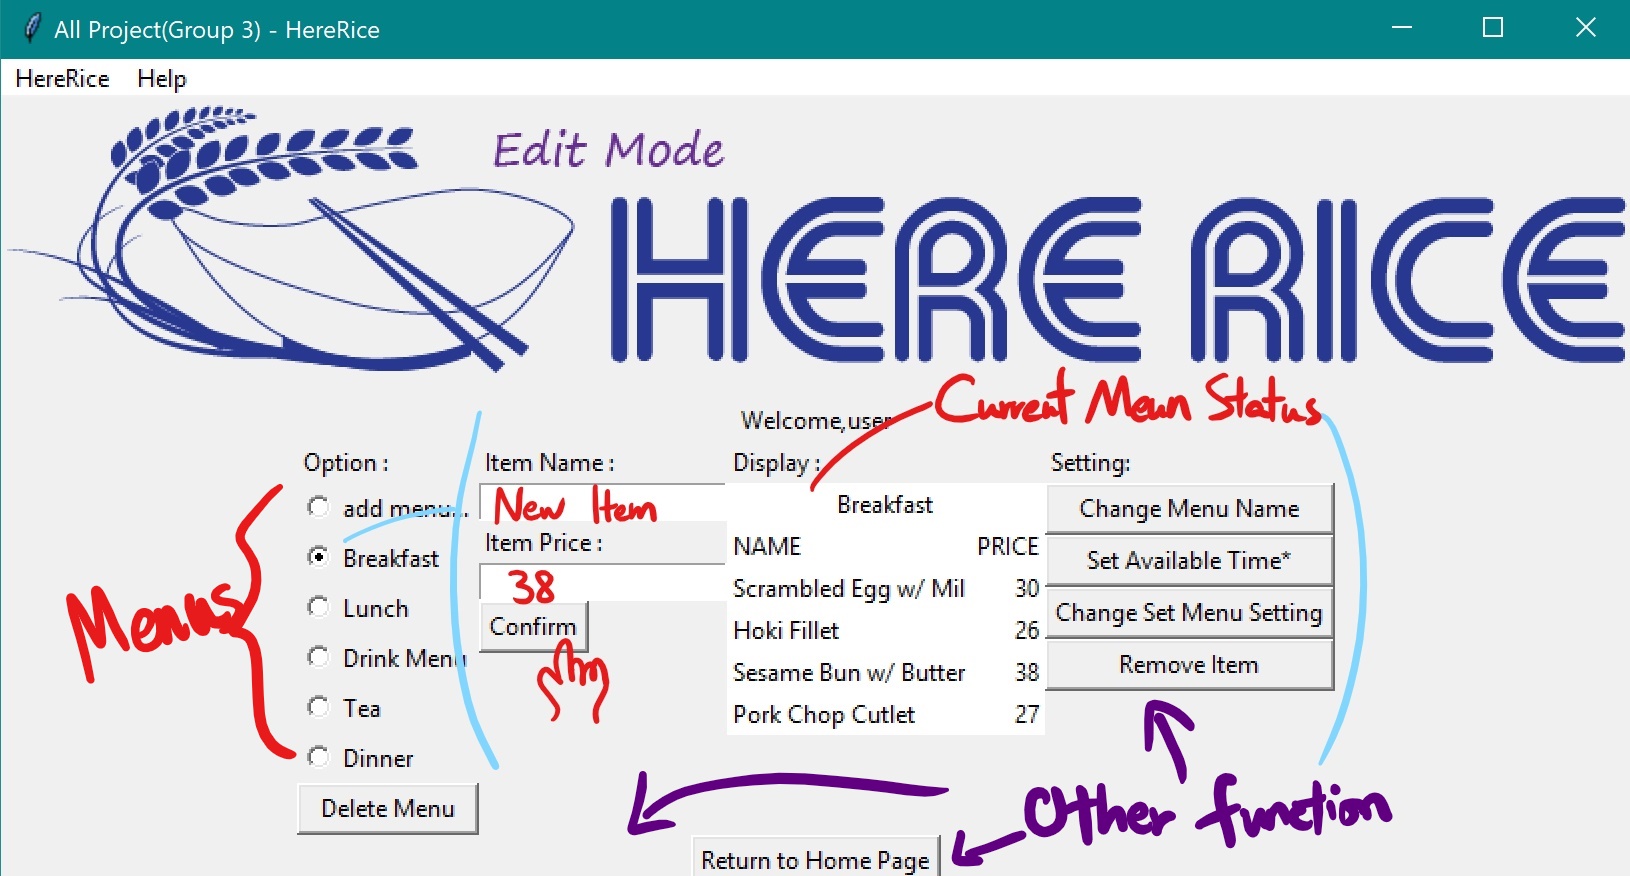 All Project(Group 3) - HereRice
HereRice Help
Edit Mode
HERE RICE
Current Meun Status
Welcome,user
Option :
Item Name :
Display :
Setting:
add menu...
New Item
Breakfast
Change Menu Name
Item Price :
NAME PRICE
Breakfast
Set Available Time*
38
Scrambled Egg w/ Mil 30
Menus
Lunch
Confirm
Hoki Fillet 26
Change Set Menu Setting
Drink Menu
Sesame Bun w/ Butter 38
Remove Item
Tea
Pork Chop Cutlet 27
Dinner
Delete Menu
Other function
Return to Home Page